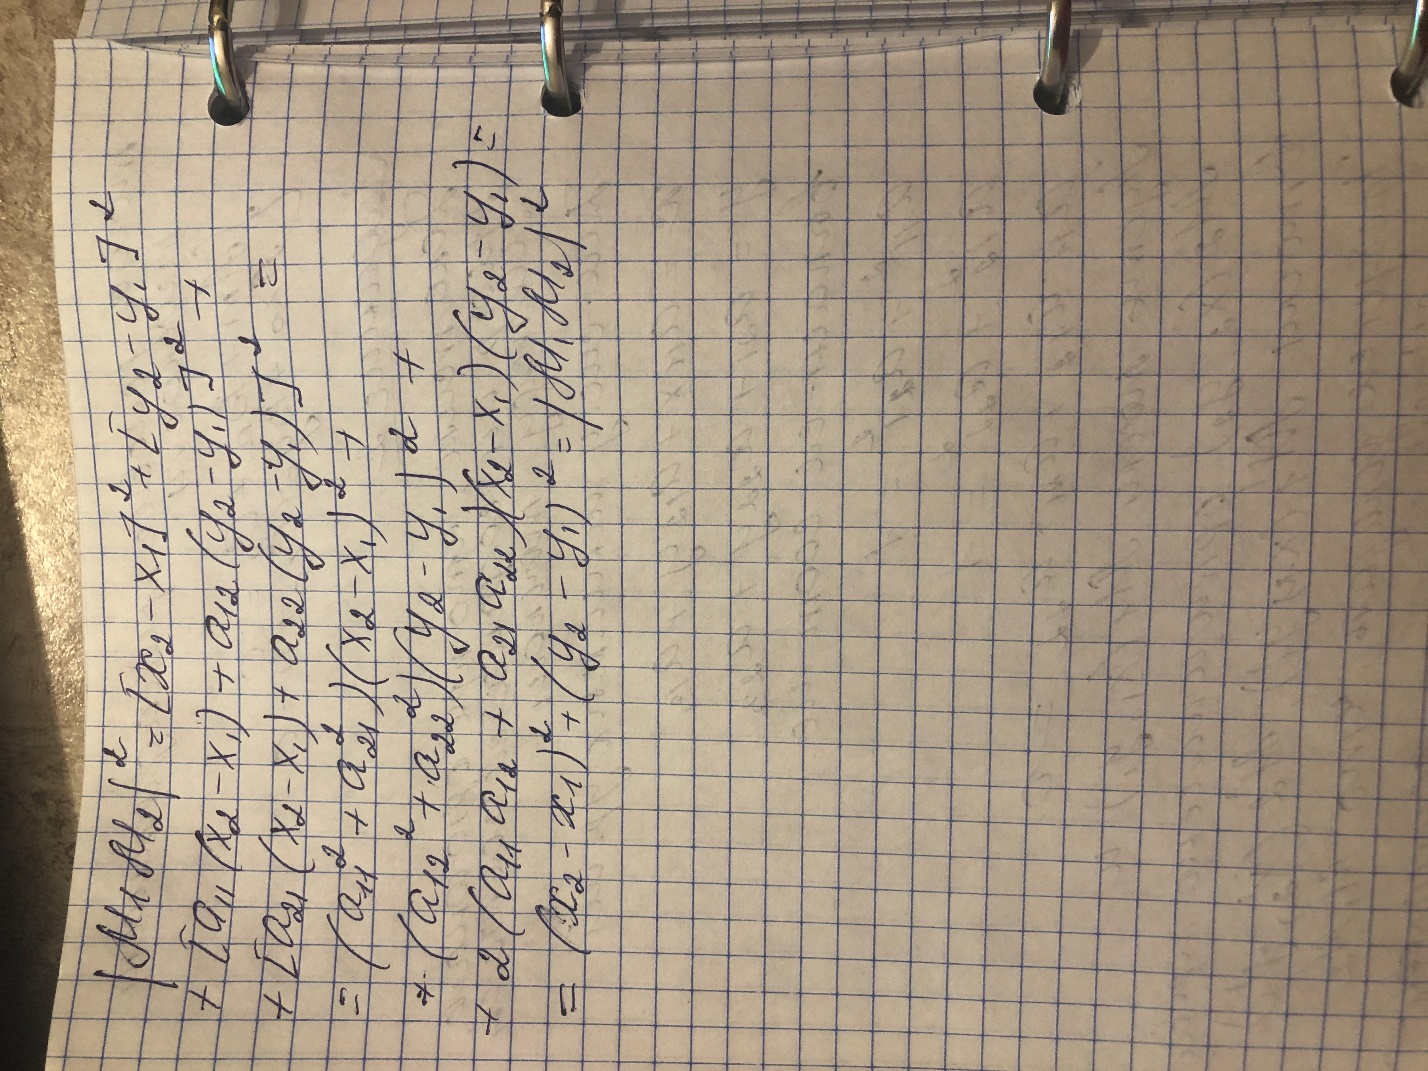 |M₁M₂|² = [x₂-x₁]²+[y₂-y₁]²
+ [a₁₁(x₂-x₁)+a₁₂(y₂-y₁)]² +
+ [a₂₁(x₂-x₁)+a₂₂(y₂-y₁)]² =
= (a₁₁² + a₂₁²)(x₂-x₁)² +
+ (a₁₂² + a₂₂²)(y₂-y₁)² +
+ 2(a₁₁a₁₂ + a₂₁a₂₂)(x₂-x₁)(y₂-y₁) =
= (x₂-x₁)²+(y₂-y₁)² = |M₁M₂|²